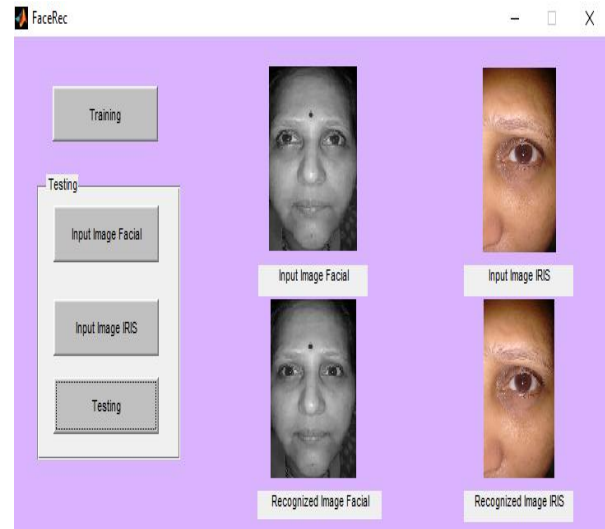 FaceRec
Training
Testing
Input Image Facial
Input Image IRIS
Testing
Input Image Facial
Input Image IRIS
Recognized Image Facial
Recognized Image IRIS